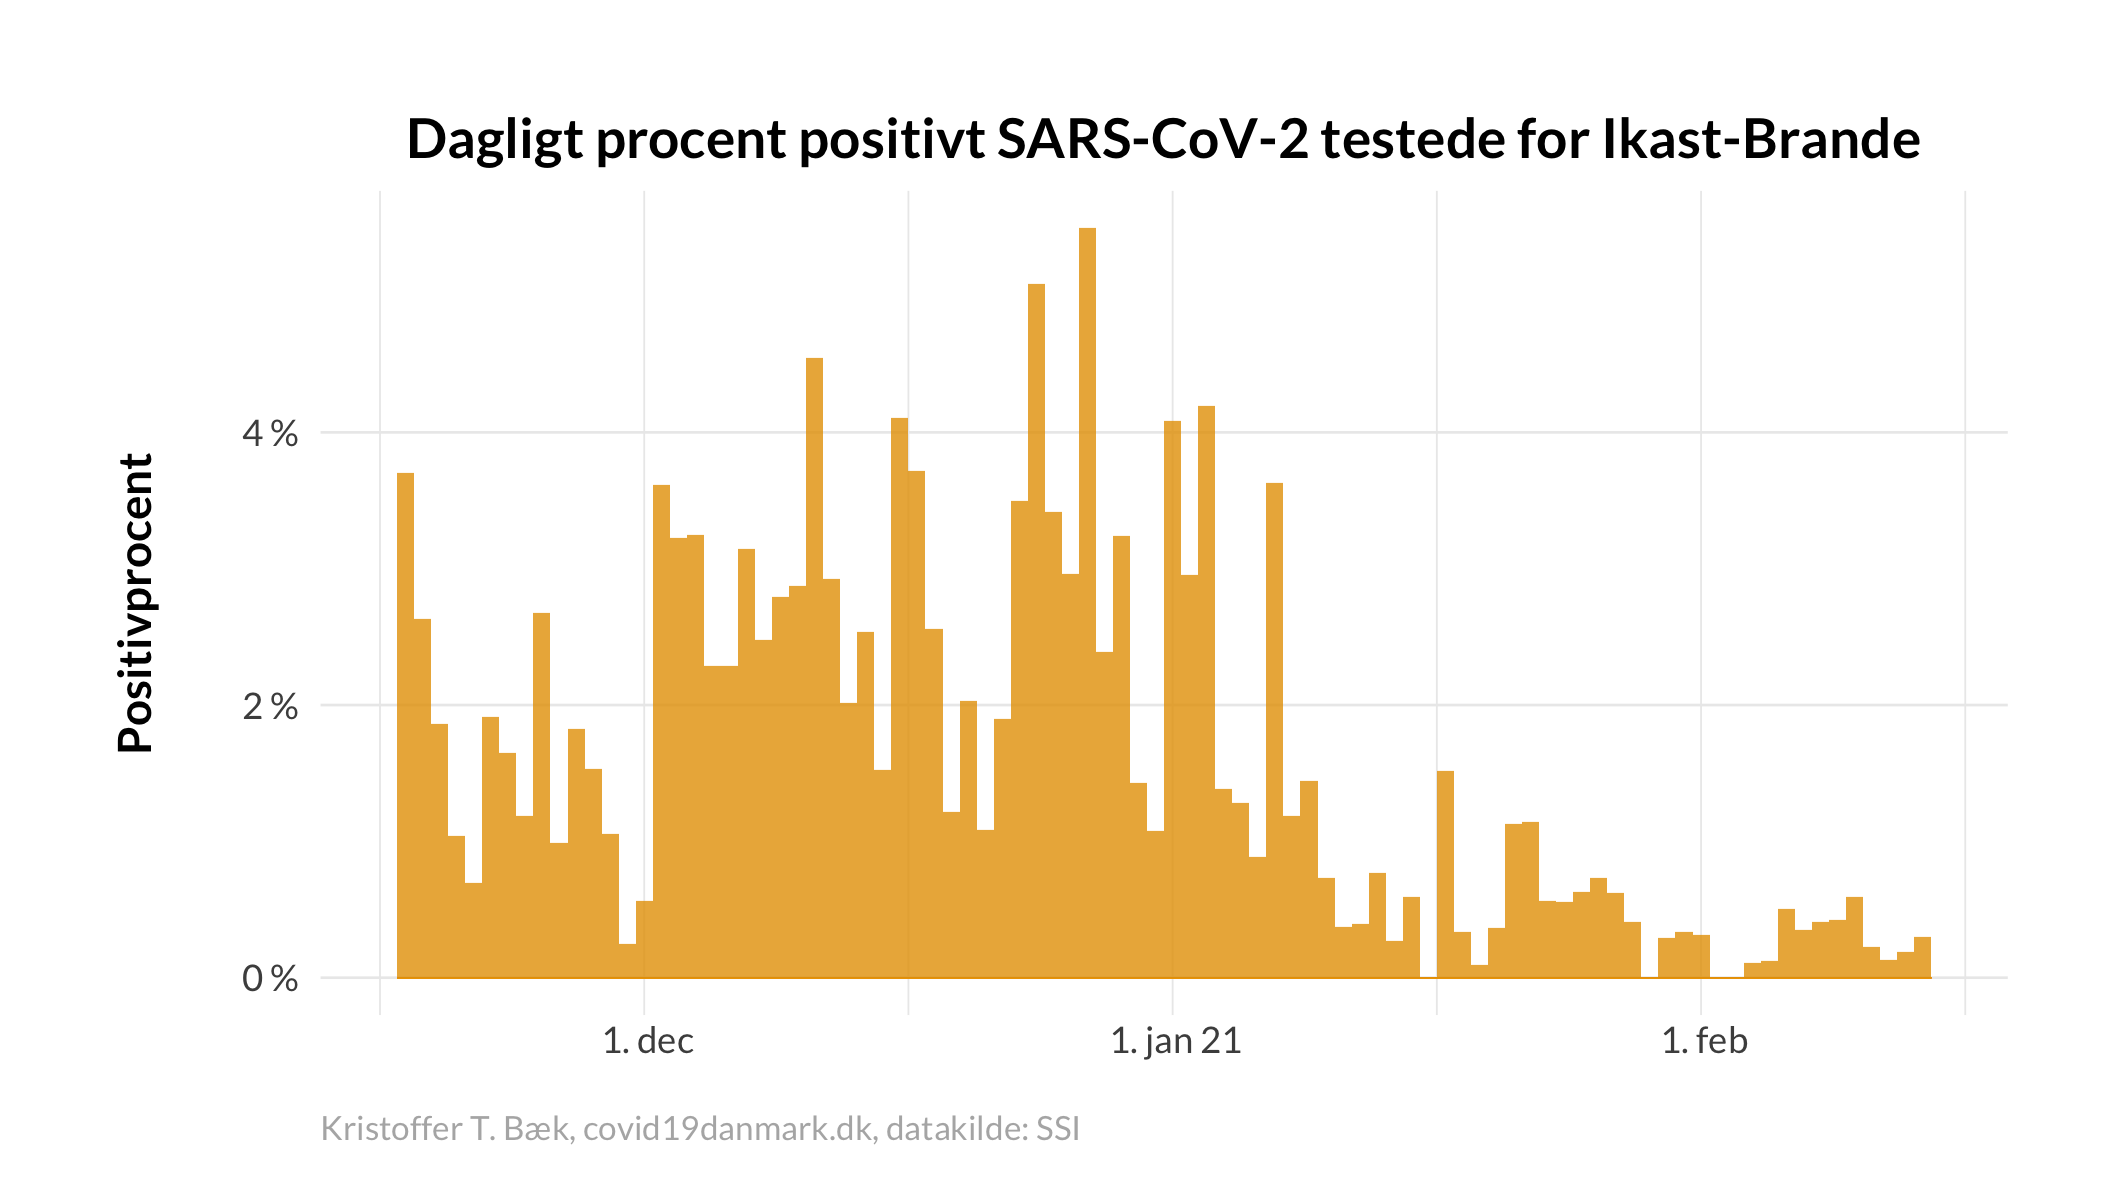 Dagligt procent positivt SARS-CoV-2 testede for Ikast-Brande
Positivprocent
4 %
2 %
0 %
1. dec
1. jan 21
1. feb
Kristoffer T. Bæk, covid19danmark.dk, datakilde: SSI